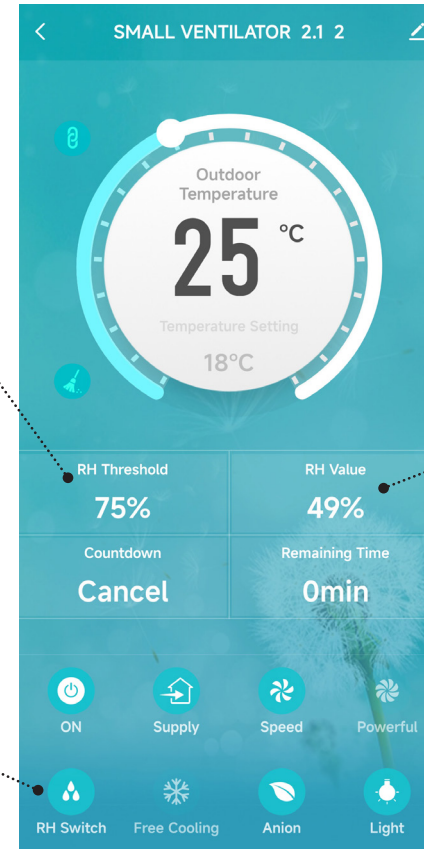 SMALL VENTILATOR 2.1 2
Outdoor
Temperature
25 °C
Temperature Setting
18°C
RH Threshold
RH Value
75%
49%
Countdown
Remaining Time
Cancel
0min
ON
Supply
Speed
Powerful
RH Switch
Free Cooling
Anion
Light